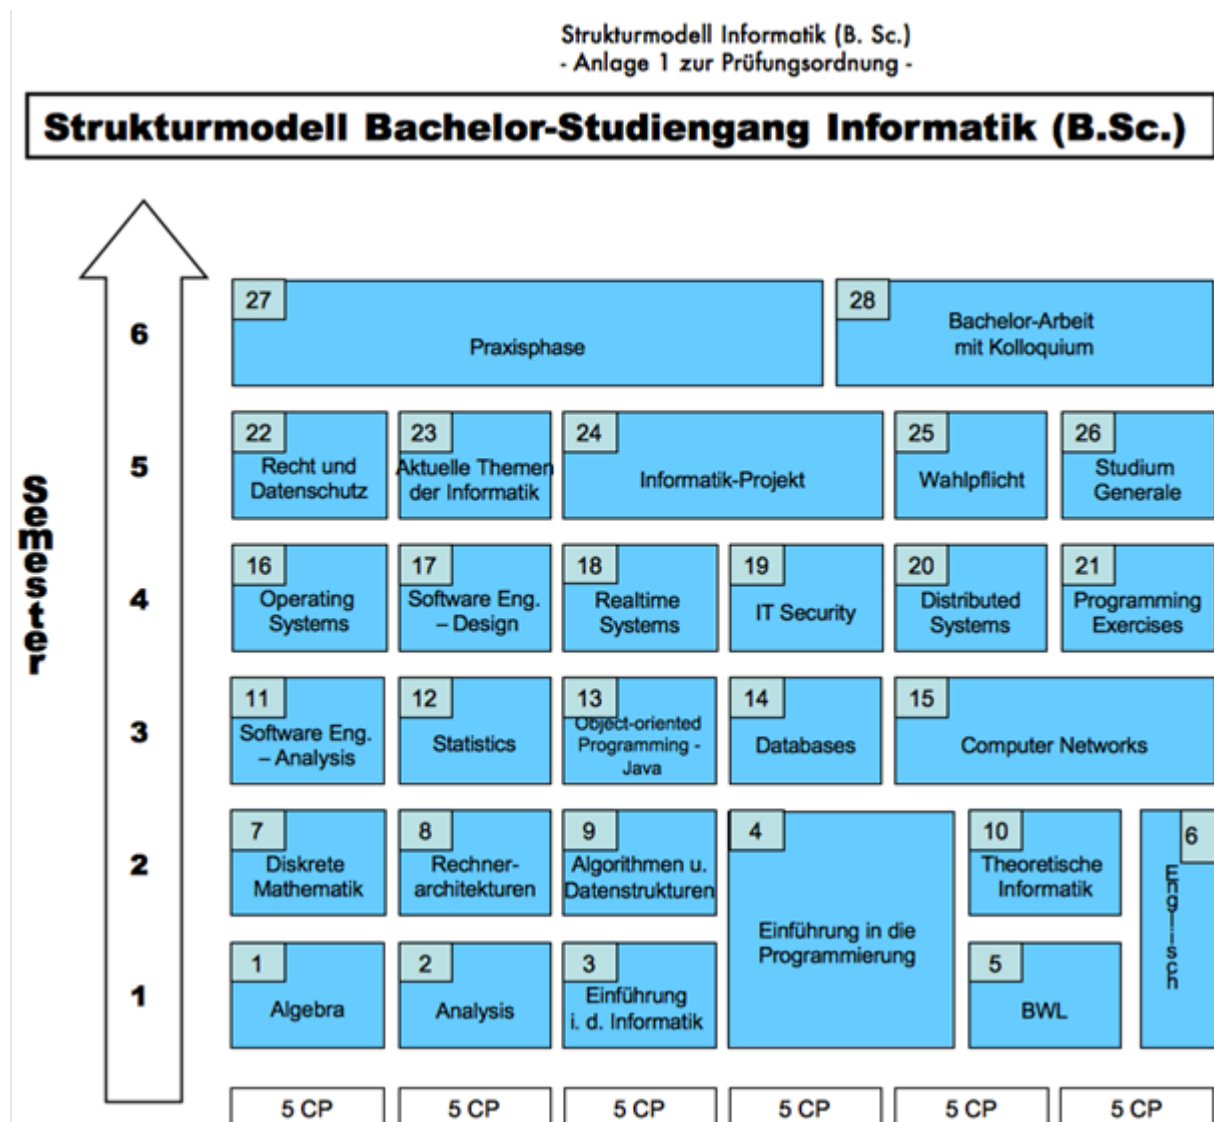 Strukturmodell Informatik (B. Sc.)
- Anlage 1 zur Prüfungsordnung -
Strukturmodell Bachelor-Studiengang Informatik (B.Sc.)
Semester
6
27
Praxisphase
28
Bachelor-Arbeit
mit Kolloquium
5
22
Recht und
Datenschutz
23
Aktuelle Themen
der Informatik
24
Informatik-Projekt
25
Wahlpflicht
26
Studium
Generale
4
16
Operating
Systems
17
Software Eng.
– Design
18
Realtime
Systems
19
IT Security
20
Distributed
Systems
21
Programming
Exercises
3
11
Software Eng.
– Analysis
12
Statistics
13
Object-oriented
Programming -
Java
14
Databases
15
Computer Networks
2
7
Diskrete
Mathematik
8
Rechner-
architekturen
9
Algorithmen u.
Datenstrukturen
4
Einführung in die
Programmierung
10
Theoretische
Informatik
6
Englisch
1
1
Algebra
2
Analysis
3
Einführung
i. d. Informatik
5
BWL
5 CP
5 CP
5 CP
5 CP
5 CP
5 CP